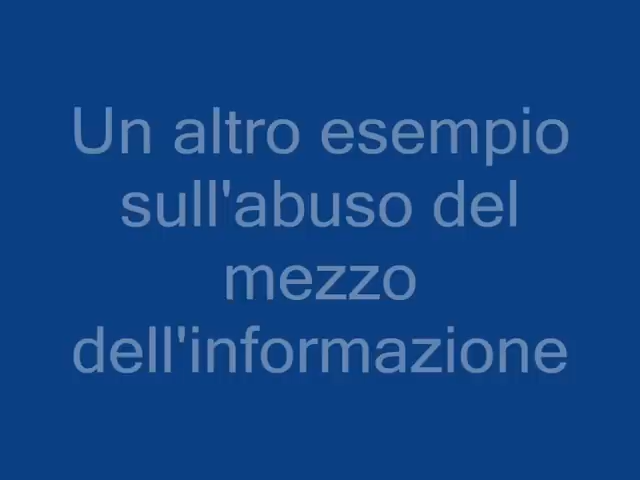 Un altro esempio
sull'abuso del
mezzo
dell'informazione